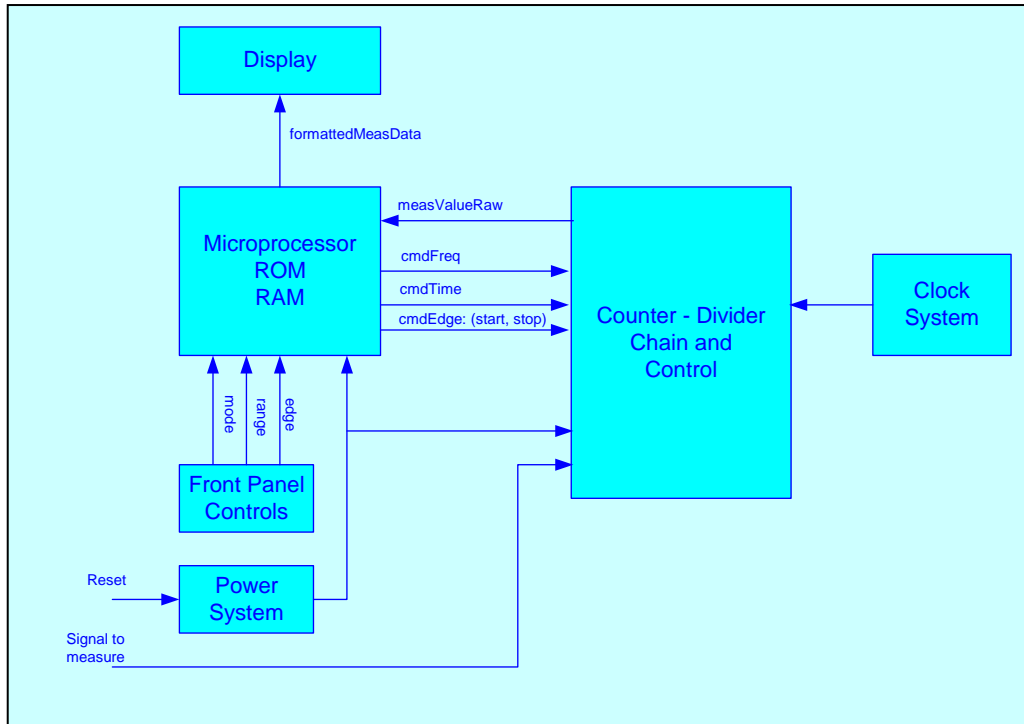 Display
formattedMeasData
measValueRaw
Microprocessor
ROM
RAM
cmdFreq
cmdTime
cmdEdge: (start, stop)
Counter - Divider
Chain and
Control
Clock
System
mode
range
edge
Front Panel
Controls
Reset
Power
System
Signal to
measure